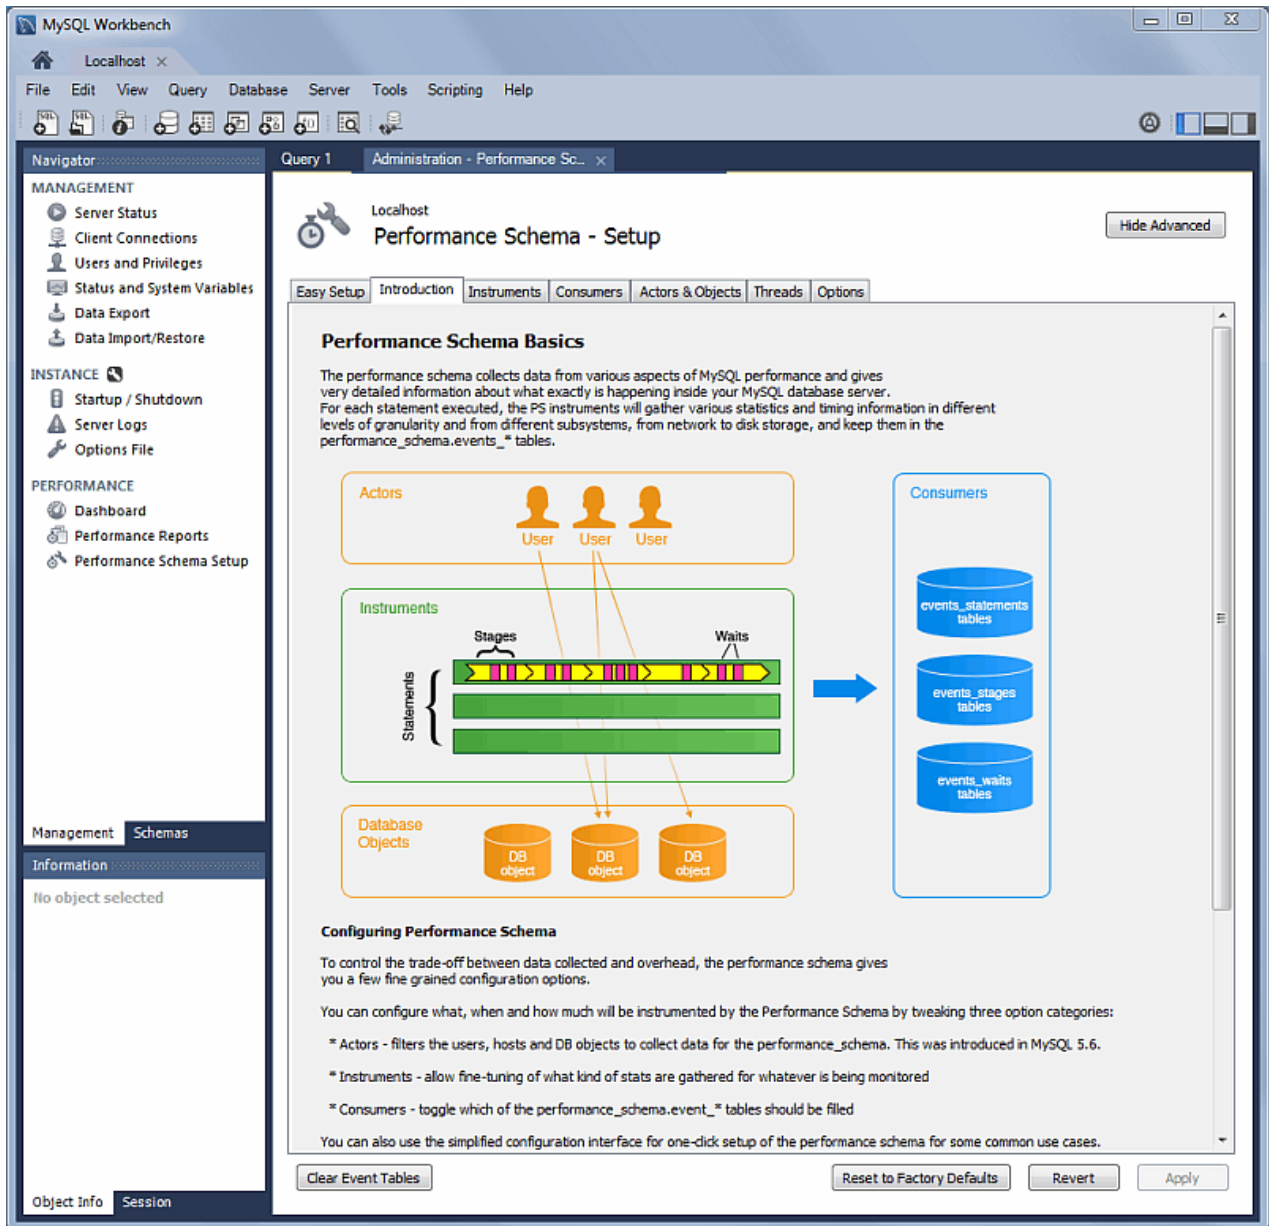 MySQL Workbench
Localhost
File Edit View Query Database Server Tools Scripting Help
Navigator
MANAGEMENT
Server Status
Client Connections
Users and Privileges
Status and System Variables
Data Export
Data Import/Restore
INSTANCE
Startup / Shutdown
Server Logs
Options File
PERFORMANCE
Dashboard
Performance Reports
Performance Schema Setup
Management Schemas
Information
No object selected
Object Info Session
Query 1 Administration - Performance Sc...
Localhost
Performance Schema - Setup
Hide Advanced
Easy Setup Introduction Instruments Consumers Actors & Objects Threads Options
Performance Schema Basics
The performance schema collects data from various aspects of MySQL performance and gives
very detailed information about what exactly is happening inside your MySQL database server.
For each statement executed, the PS instruments will gather various statistics and timing information in different
levels of granularity and from different subsystems, from network to disk storage, and keep them in the
performance_schema.events_* tables.
Actors
User User User
Instruments
Stages Waits
Statements
Database
Objects
DB
object
DB
object
DB
object
Consumers
events_statements
tables
events_stages
tables
events_waits
tables
Configuring Performance Schema
To control the trade-off between data collected and overhead, the performance schema gives
you a few fine grained configuration options.
You can configure what, when and how much will be instrumented by the Performance Schema by tweaking three option categories:
* Actors - filters the users, hosts and DB objects to collect data for the performance_schema. This was introduced in MySQL 5.6.
* Instruments - allow fine-tuning of what kind of stats are gathered for whatever is being monitored
* Consumers - toggle which of the performance_schema.event_* tables should be filled
You can also use the simplified configuration interface for one-click setup of the performance schema for some common use cases.
Clear Event Tables Reset to Factory Defaults Revert Apply